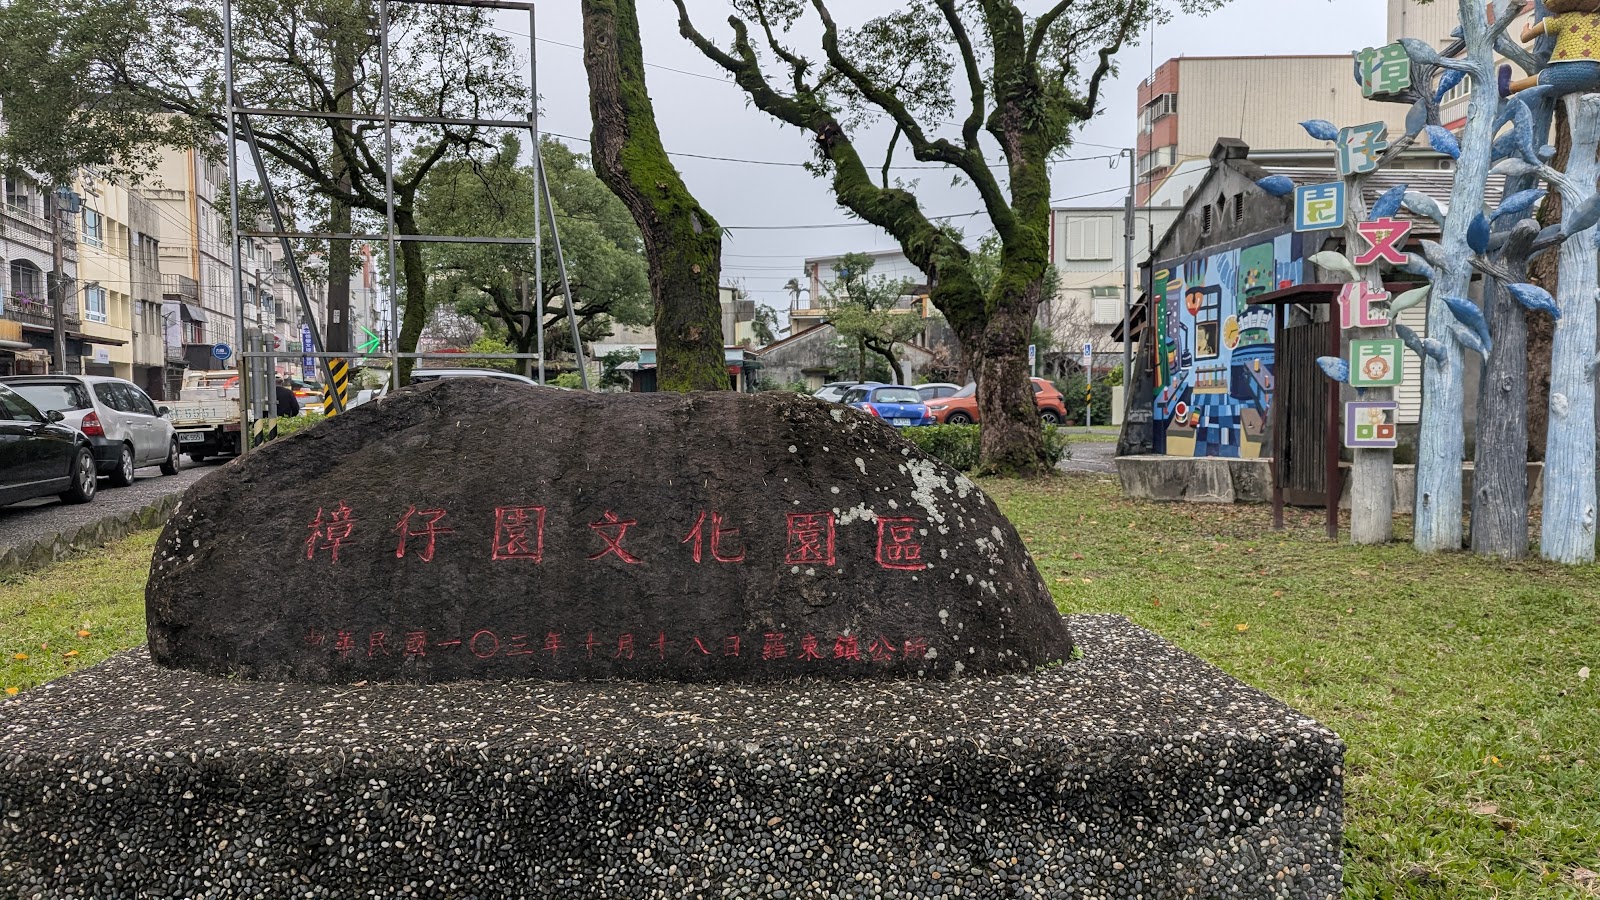 樟仔園文化園區
中華民國一〇三年十月十八日 羅東鎮公所
樟仔園文化園區